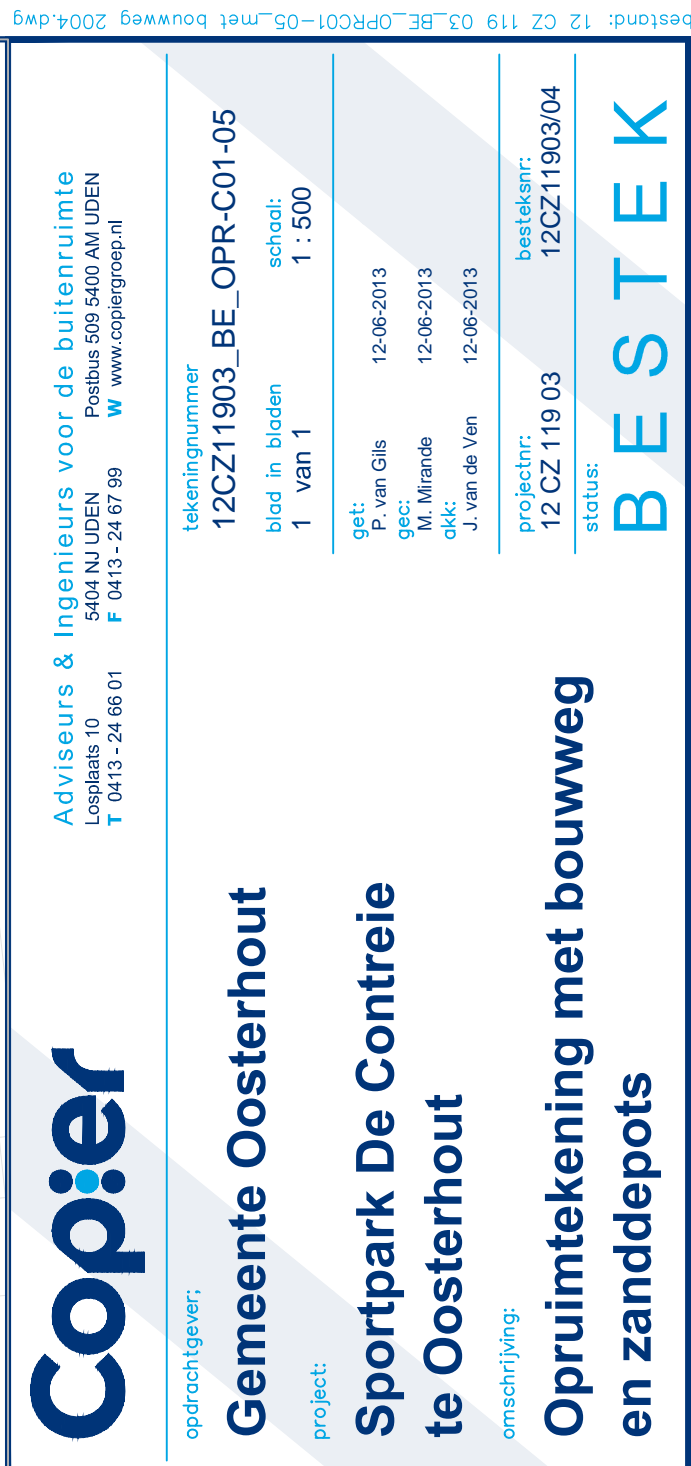 bestand: 12 CZ 119 03_BE_OPRC01-05_met bouwweg 2004.dwg
Copier
Adviseurs & Ingenieurs voor de buitenruimte
Losplaats 10 5404 NJ UDEN Postbus 509 5400 AM UDEN
T 0413 - 24 66 01 F 0413 - 24 67 99 W www.copiergroep.nl
opdrachtgever;
Gemeente Oosterhout
project:
Sportpark De Contreie
te Oosterhout
omschrijving:
Opruimtekening met bouwweg
en zanddepots
tekeningnummer
12CZ11903_BE_OPR-C01-05
blad in bladen schaal:
1 van 1 1 : 500
get:
P. van Gils 12-06-2013
gec:
M. Mirande 12-06-2013
akk:
J. van de Ven 12-06-2013
projectnr: besteksnr:
12 CZ 119 03 12CZ11903/04
status:
BESTEK